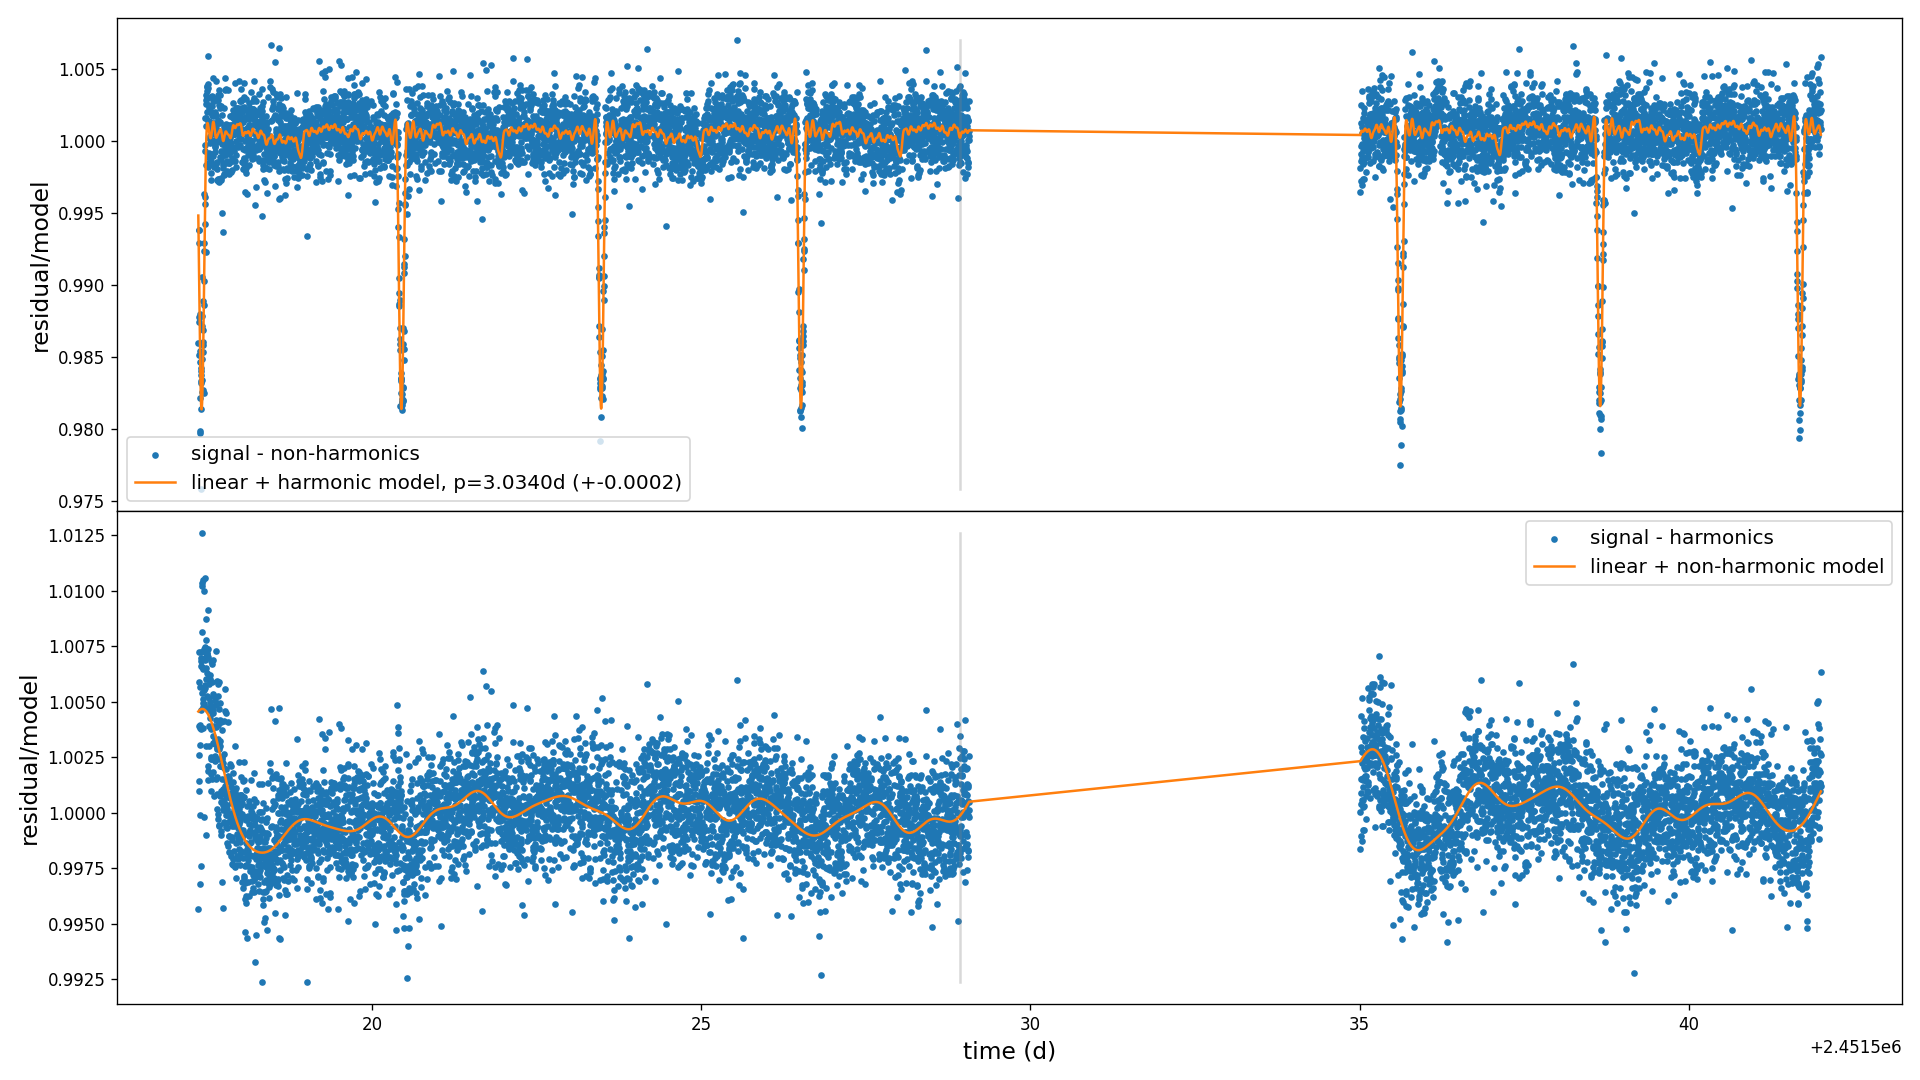 1.005
1.000
0.995
0.990
0.985
0.980
0.975
residual/model
signal - non-harmonics
linear + harmonic model, p=3.0340d (+-0.0002)
1.0125
1.0100
1.0075
1.0050
1.0025
1.0000
0.9975
0.9950
0.9925
residual/model
signal - harmonics
linear + non-harmonic model
20
25
30
35
40
time (d)
+2.4515e6